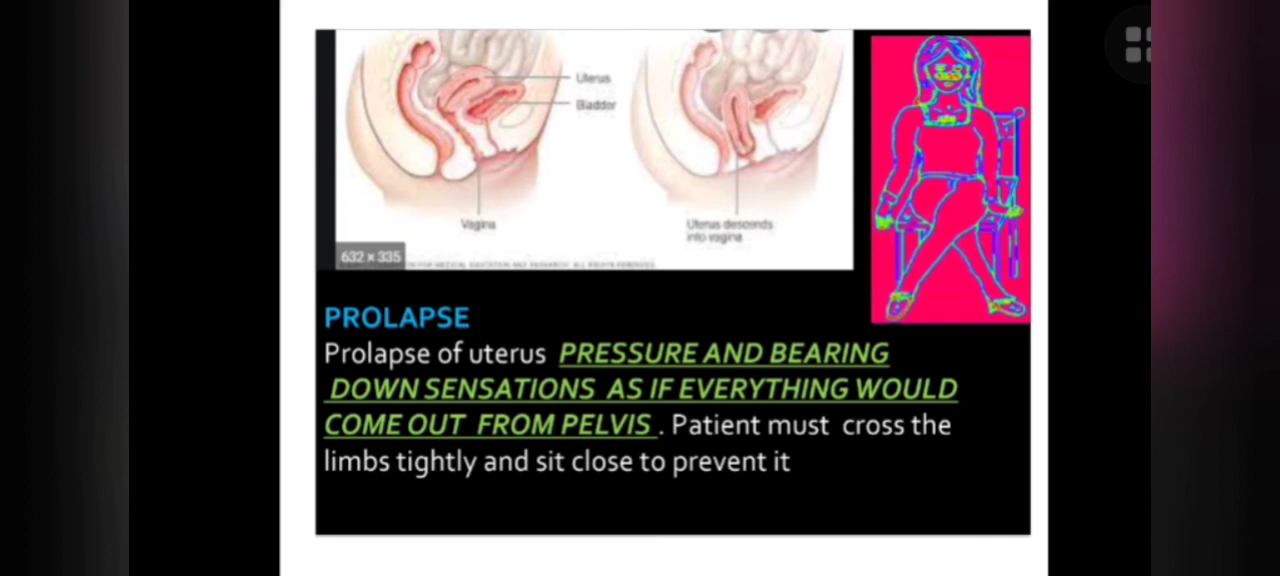 Uterus
Bladder
Vagina
Uterus descends
into vagina
632 × 335
PROLAPSE
Prolapse of uterus PRESSURE AND BEARING
DOWN SENSATIONS AS IF EVERYTHING WOULD
COME OUT FROM PELVIS . Patient must cross the
limbs tightly and sit close to prevent it